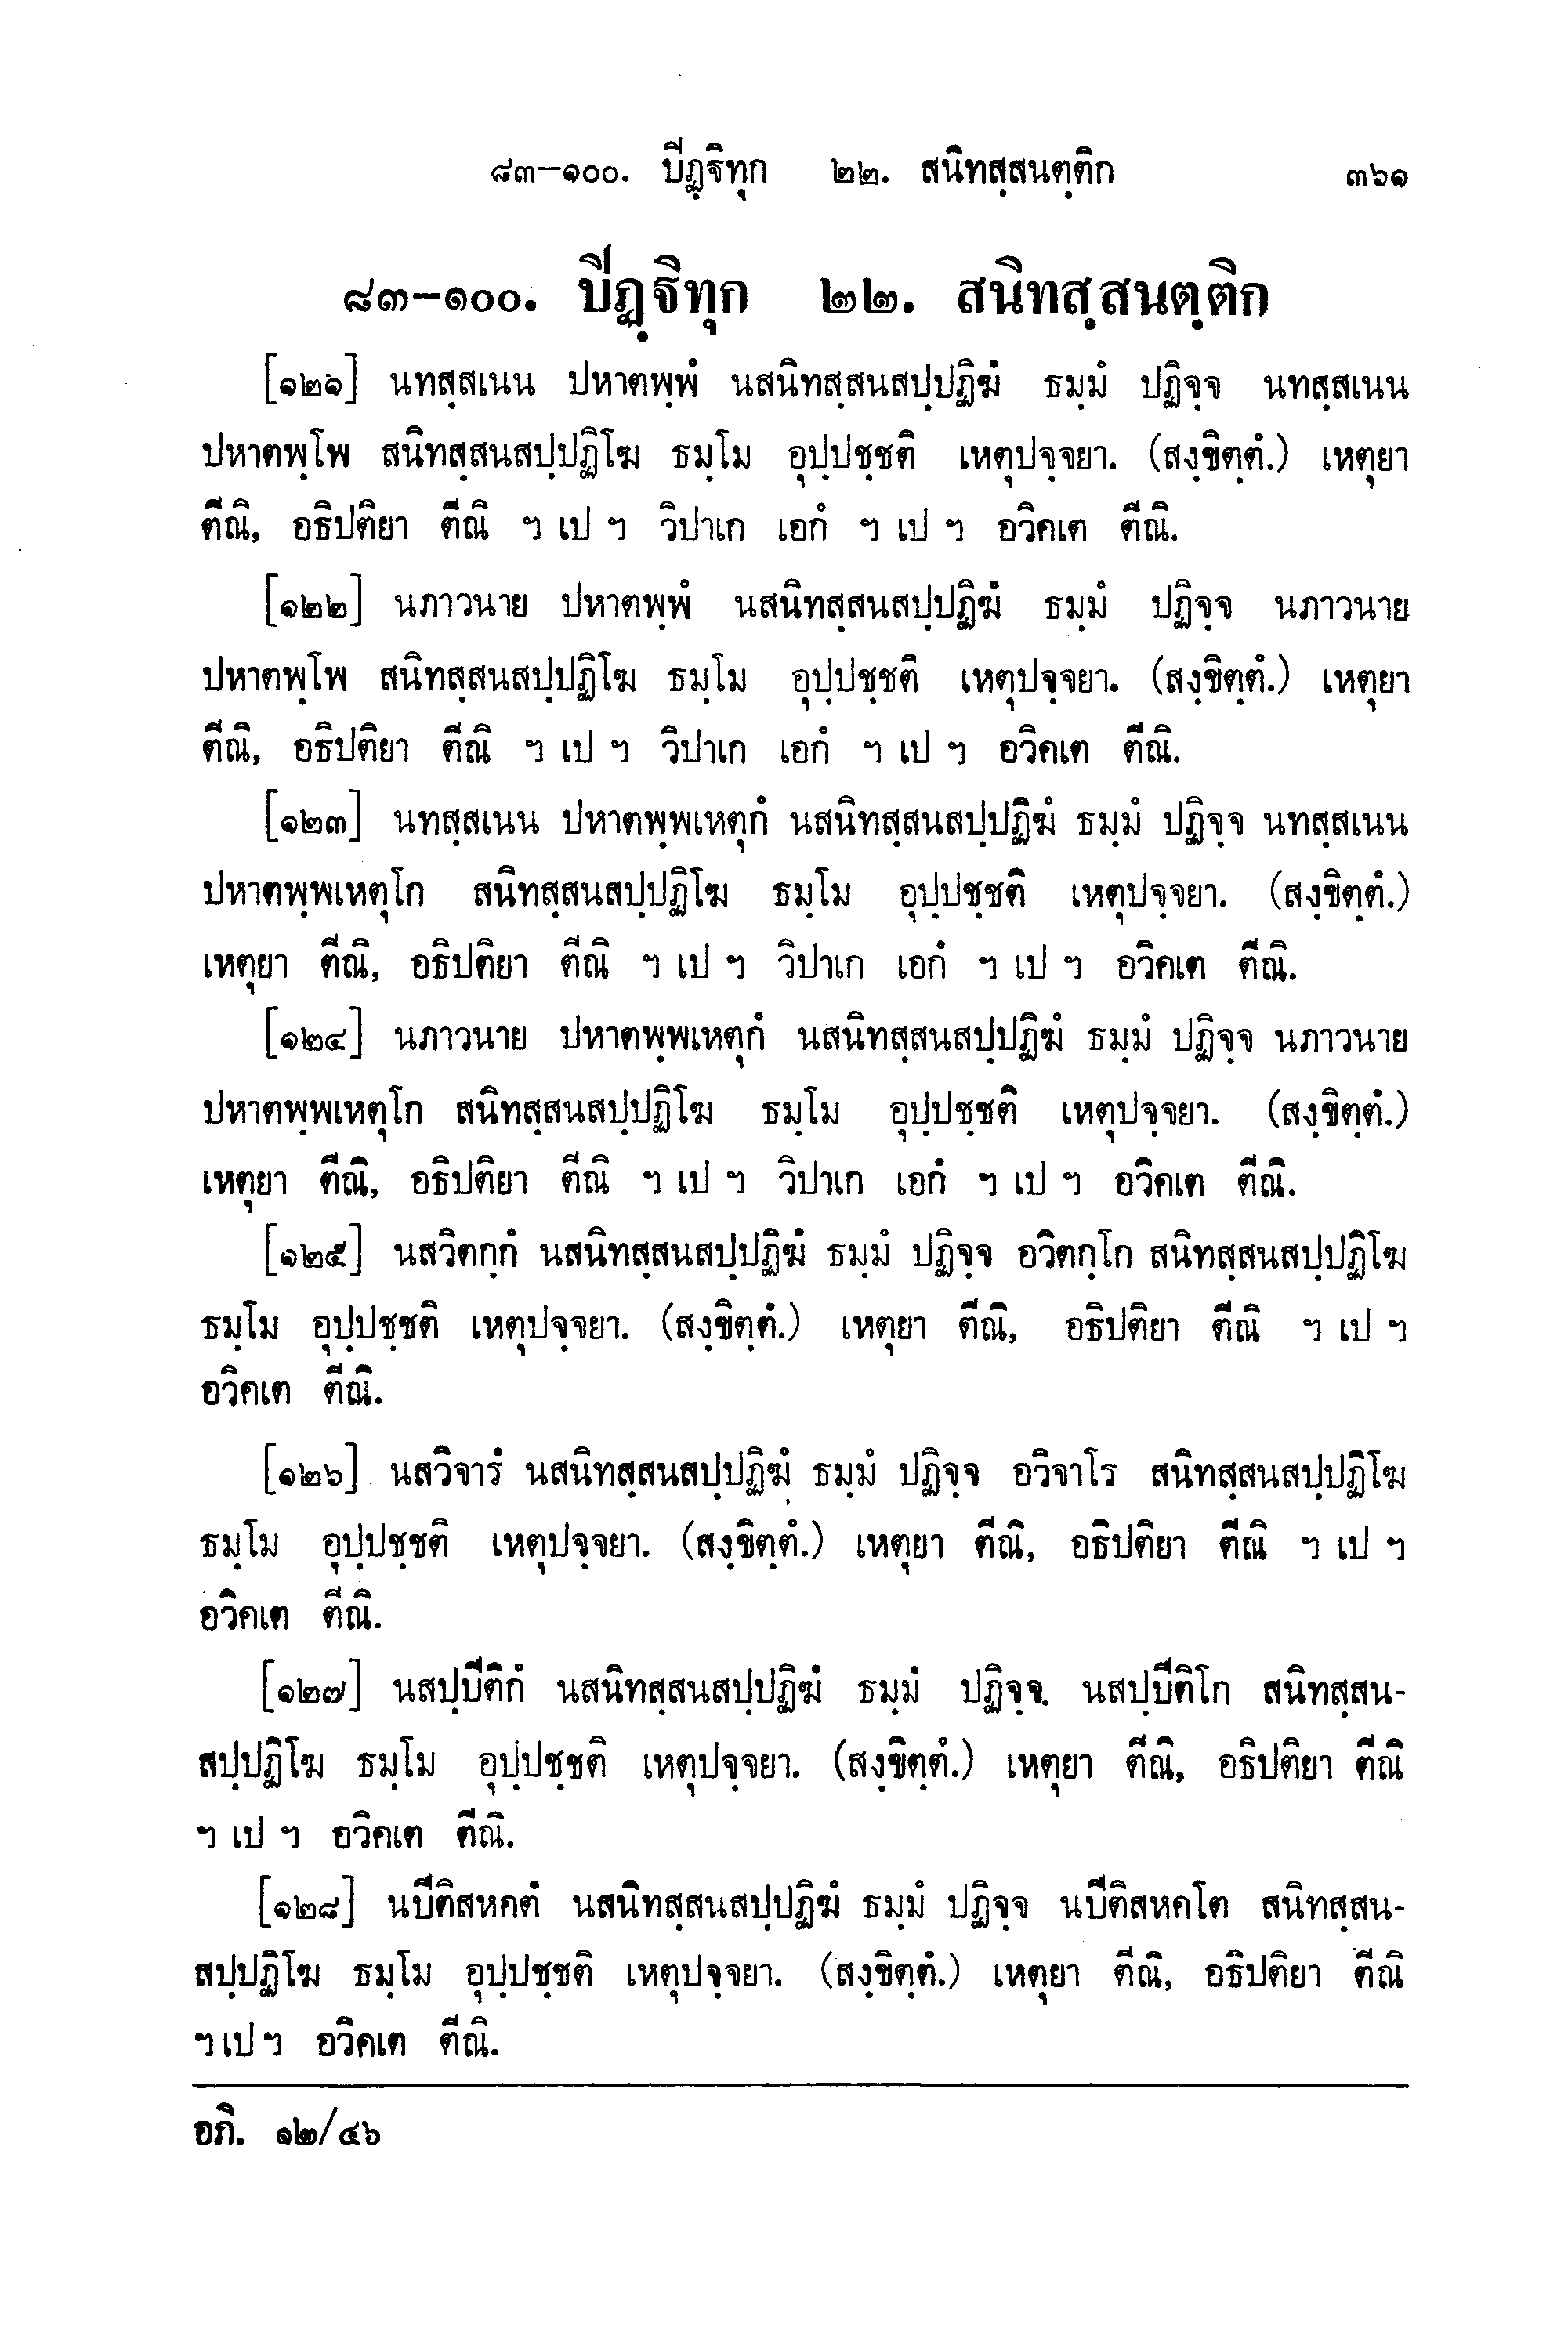 ๘๓-๑๐๐. ปีฏฺฐิทุก ๒๒. สนิทสฺสนตฺติก ๓๖๑
๘๓-๑๐๐. ปีฏฺฐิทุก ๒๒. สนิทสฺสนตฺติก
[๑๒๑] นทสฺสเนน ปหาตพฺพํ นสนิทสฺสนสปฺปฏิฆํ ธมฺมํ ปฏิจฺจ นทสฺสเนน
ปหาตพฺโพ สนิทสฺสนสปฺปฏิโฆ ธมฺโม อุปฺปชฺชติ เหตุปจฺจยา. (สงฺขิตฺตํ.) เหตุยา
ตีณิ, อธิปติยา ตีณิ ฯ เป ฯ วิปาเก เอกํ ฯ เป ฯ อวิคเต ตีณิ.
[๑๒๒] นภาวนาย ปหาตพฺพํ นสนิทสฺสนสปฺปฏิฆํ ธมฺมํ ปฏิจฺจ นภาวนาย
ปหาตพฺโพ สนิทสฺสนสปฺปฏิโฆ ธมฺโม อุปฺปชฺชติ เหตุปจฺจยา. (สงฺขิตฺตํ.) เหตุยา
ตีณิ, อธิปติยา ตีณิ ฯ เป ฯ วิปาเก เอกํ ฯ เป ฯ อวิคเต ตีณิ.
[๑๒๓] นทสฺสเนน ปหาตพฺพเหตุกํ นสนิทสฺสนสปฺปฏิฆํ ธมฺมํ ปฏิจฺจ นทสฺสเนน
ปหาตพฺพเหตุโก สนิทสฺสนสปฺปฏิโฆ ธมฺโม อุปฺปชฺชติ เหตุปจฺจยา. (สงฺขิตฺตํ.)
เหตุยา ตีณิ, อธิปติยา ตีณิ ฯ เป ฯ วิปาเก เอกํ ฯ เป ฯ อวิคเต ตีณิ.
[๑๒๔] นภาวนาย ปหาตพฺพเหตุกํ นสนิทสฺสนสปฺปฏิฆํ ธมฺมํ ปฏิจฺจ นภาวนาย
ปหาตพฺพเหตุโก สนิทสฺสนสปฺปฏิโฆ ธมฺโม อุปฺปชฺชติ เหตุปจฺจยา. (สงฺขิตฺตํ.)
เหตุยา ตีณิ, อธิปติยา ตีณิ ฯ เป ฯ วิปาเก เอกํ ฯ เป ฯ อวิคเต ตีณิ.
[๑๒๕] นสวิตกฺกํ นสนิทสฺสนสปฺปฏิฆํ ธมฺมํ ปฏิจฺจ อวิตกฺโก สนิทสฺสนสปฺปฏิโฆ
ธมฺโม อุปฺปชฺชติ เหตุปจฺจยา. (สงฺขิตฺตํ.) เหตุยา ตีณิ, อธิปติยา ตีณิ ฯ เป ฯ
อวิคเต ตีณิ.
[๑๒๖] นสวิจารํ นสนิทสฺสนสปฺปฏิฆํ ธมฺมํ ปฏิจฺจ อวิจาโร สนิทสฺสนสปฺปฏิโฆ
ธมฺโม อุปฺปชฺชติ เหตุปจฺจยา. (สงฺขิตฺตํ.) เหตุยา ตีณิ, อธิปติยา ตีณิ ฯ เป ฯ
อวิคเต ตีณิ.
[๑๒๗] นสปฺปีติกํ นสนิทสฺสนสปฺปฏิฆํ ธมฺมํ ปฏิจฺจ นสปฺปีติโก สนิทสฺสน-
สปฺปฏิโฆ ธมฺโม อุปฺปชฺชติ เหตุปจฺจยา. (สงฺขิตฺตํ.) เหตุยา ตีณิ, อธิปติยา ตีณิ
ฯ เป ฯ อวิคเต ตีณิ.
[๑๒๘] นปีติสหคตํ นสนิทสฺสนสปฺปฏิฆํ ธมฺมํ ปฏิจฺจ นปีติสหคโต สนิทสฺสน-
สปฺปฏิโฆ ธมฺโม อุปฺปชฺชติ เหตุปจฺจยา. (สงฺขิตฺตํ.) เหตุยา ตีณิ, อธิปติยา ตีณิ
ฯ เป ฯ อวิคเต ตีณิ.
อภิ. ๑๒/๔๖